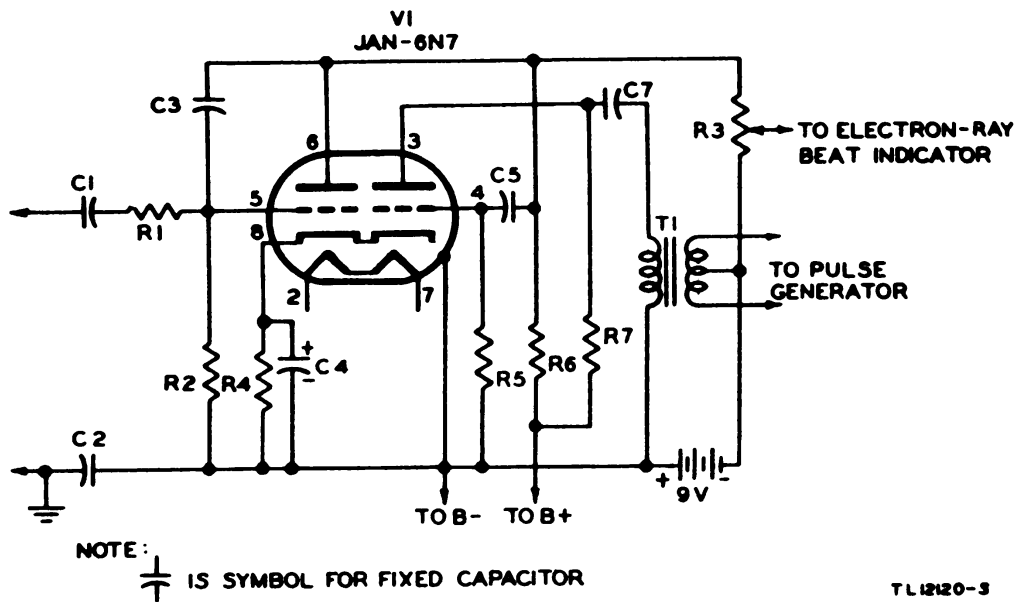 V1
JAN-6N7
C3
C7
6
3
R3
TO ELECTRON-RAY
BEAT INDICATOR
C1
5
4
C5
R1
8
T1
2
7
TO PULSE
GENERATOR
R2
R4
+
C4
-
R5
R6
R7
C2
+
-
9V
TO B-
TO B+
NOTE:
IS SYMBOL FOR FIXED CAPACITOR
TL12120-S